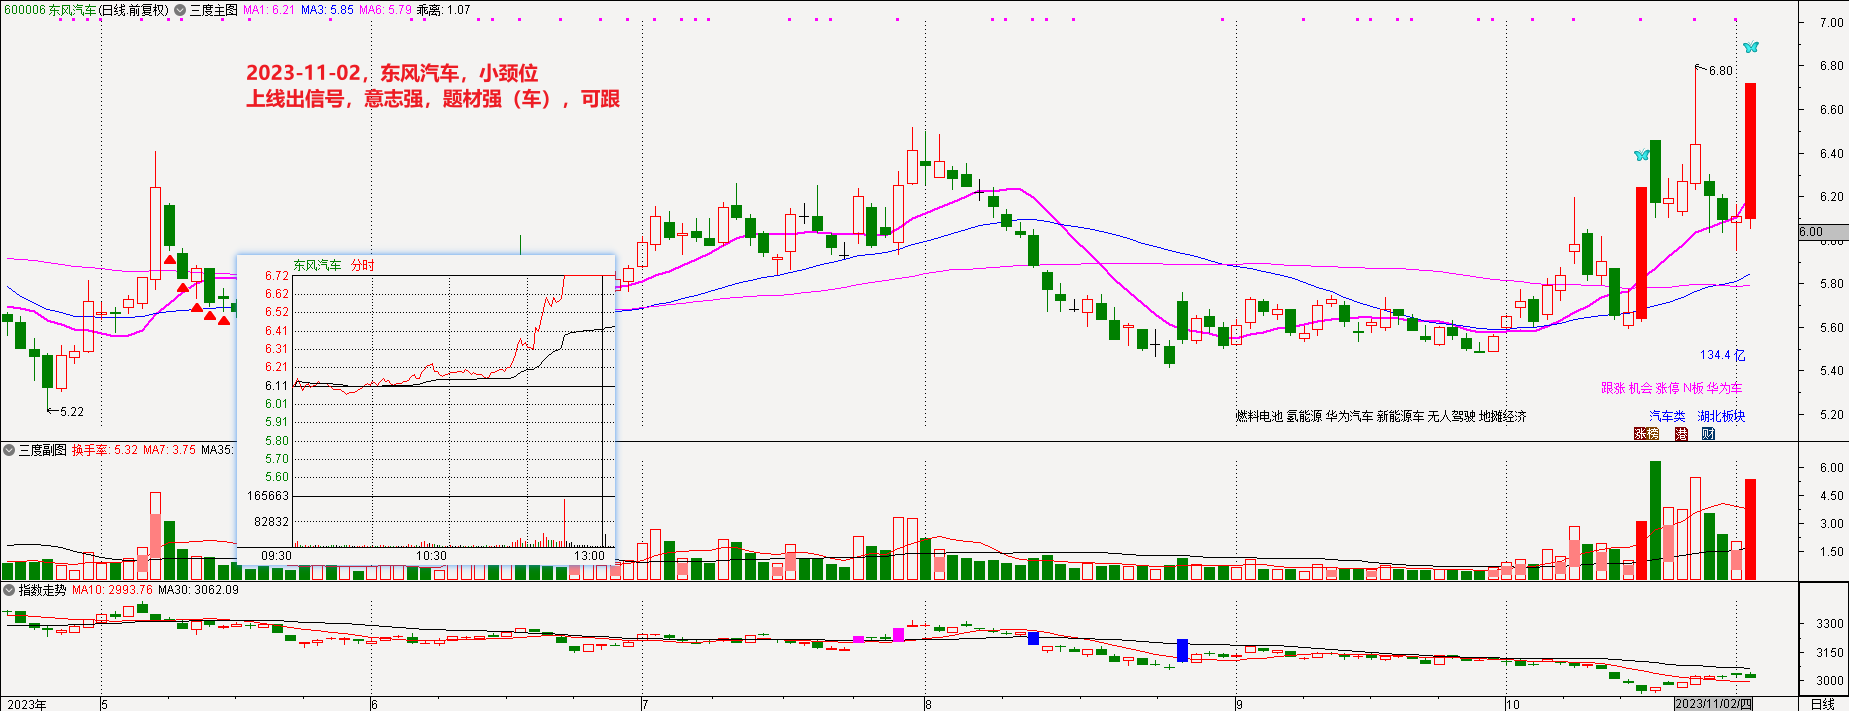 600006 东风汽车(日线.前复权) 三度主图 MA1: 6.21 MA3: 5.85 MA6: 5.79 乖离: 1.07
7.00
2023-11-02，东风汽车，小颈位
上线出信号，意志强，题材强（车），可跟
6.80
6.80
6.60
6.40
6.20
6.00
6.00
5.80
5.60
5.40
5.20
5.22
134.4 亿
跟涨 机会 涨停 N板 华为车
燃料电池 氢能源 华为汽车 新能源车 无人驾驶 地摊经济
汽车类 湖北板块
涨榜 港 财
东风汽车 分时
6.72
6.62
6.52
6.41
6.31
6.21
6.11
6.01
5.91
5.80
5.70
5.60
165663
82832
09:30 10:30 13:00
三度副图 换手率: 5.32 MA7: 3.75 MA35:
6.00
4.50
3.00
1.50
指数走势 MA10: 2993.76 MA30: 3062.09
3300
3150
3000
2023年 5 6 7 8 9 10 2023/11/02/四 日线